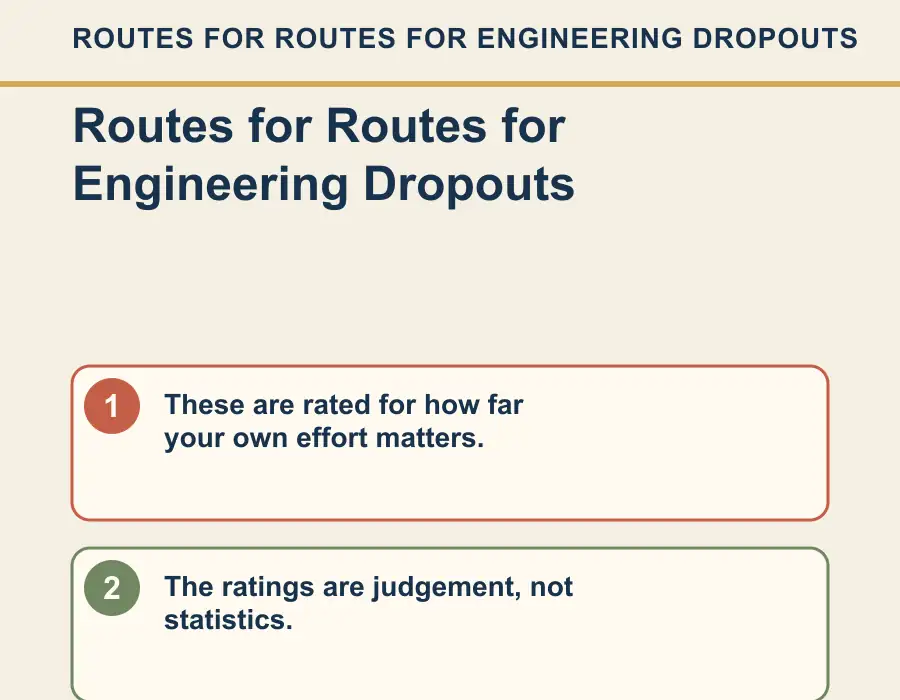 ROUTES FOR ROUTES FOR ENGINEERING DROPOUTS
Routes for Routes for
Engineering Dropouts
1
These are rated for how far
your own effort matters.
2
The ratings are judgement, not
statistics.